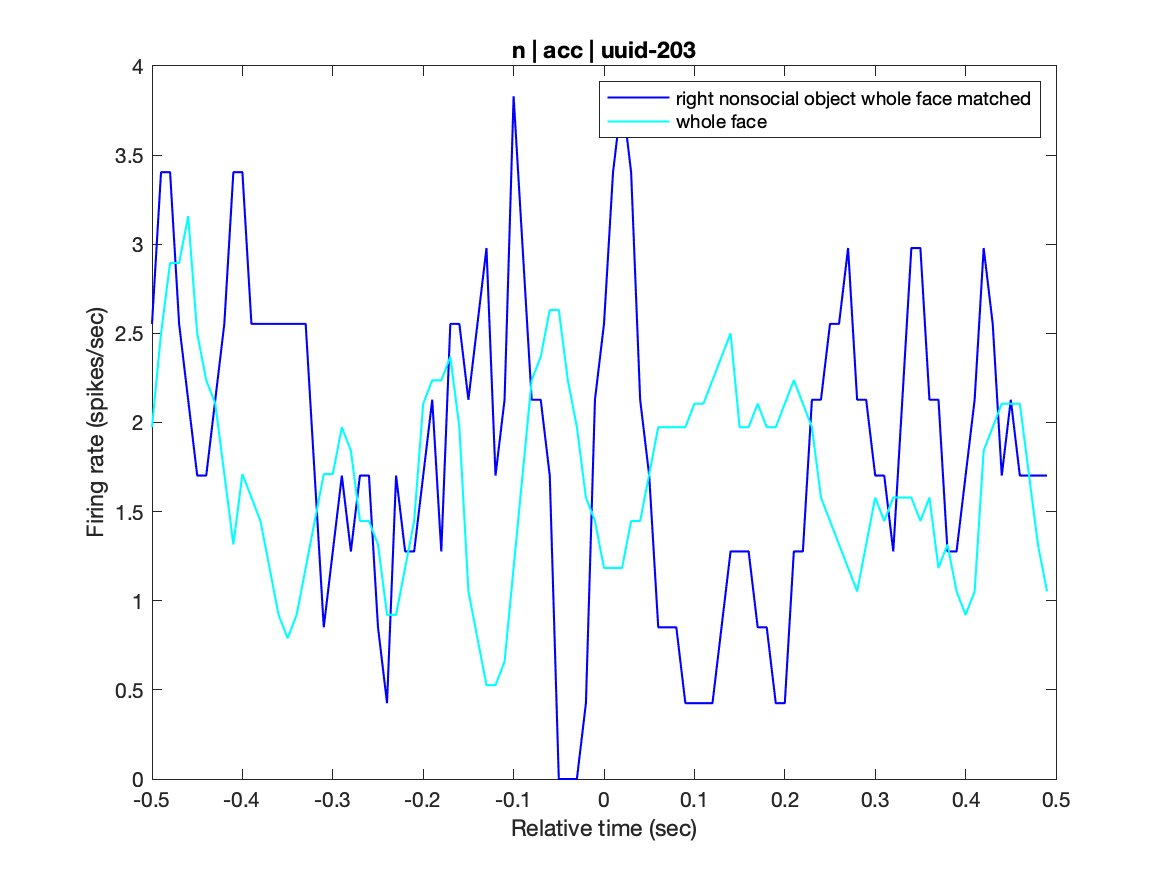 n | acc | uuid-203
right nonsocial object whole face matched
whole face
Firing rate (spikes/sec)
4
3.5
3
2.5
2
1.5
1
0.5
0
-0.5 -0.4 -0.3 -0.2 -0.1 0 0.1 0.2 0.3 0.4 0.5
Relative time (sec)